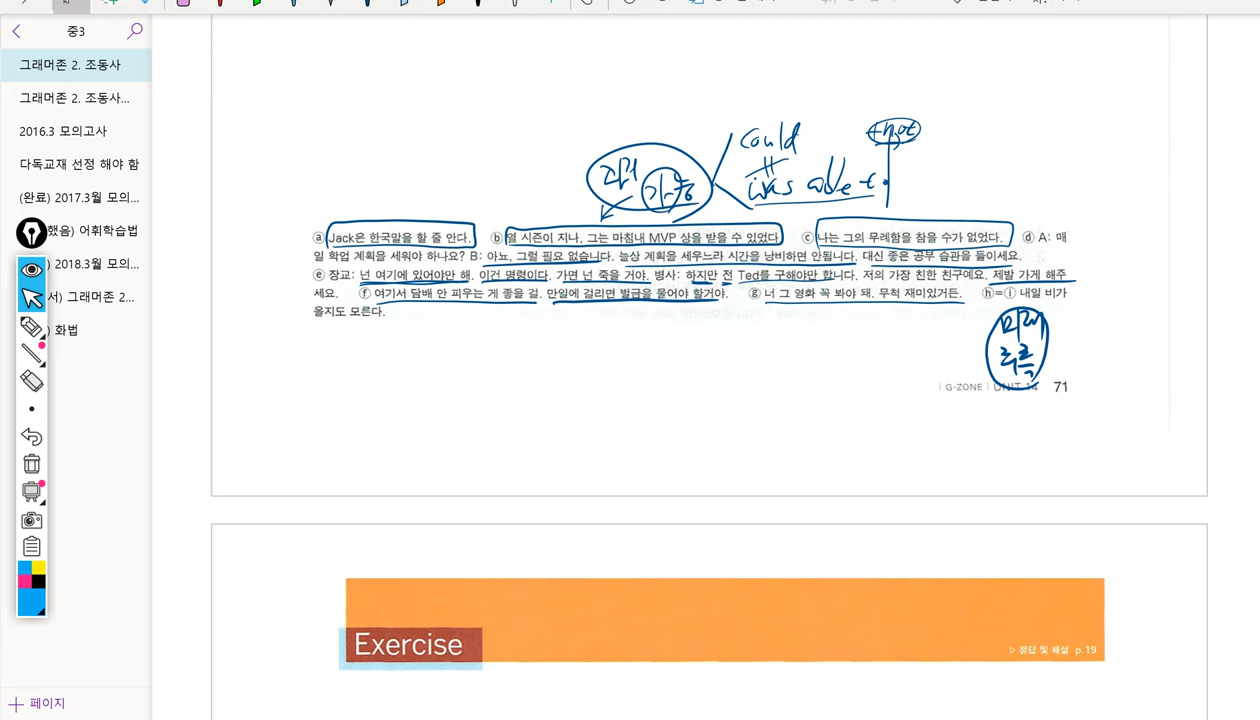 중3
그래머존 2. 조동사
그래머존 2. 조동사...
2016.3 모의고사
다독교재 선정 해야 함
(완료) 2017.3월 모의...
했음) 어휘학습법
) 2018.3월 모의...
서) 그래머존 2...
) 화법
페이지
could
+not
과거
가능
was able t.
ⓐ Jack은 한국말을 할 줄 안다. ⓑ 열 시즌이 지나, 그는 마침내 MVP 상을 받을 수 있었다. ⓒ 나는 그의 무례함을 참을 수가 없었다. ⓓ A: 매
일 학업 계획을 세워야 하나요? B: 아뇨, 그럴 필요 없습니다. 늘상 계획을 세우느라 시간을 낭비하면 안됩니다. 대신 좋은 공부 습관을 들이세요.
ⓔ 장교: 넌 여기에 있어야만 해. 이건 명령이다. 가면 넌 죽을 거야. 병사: 하지만 전 Ted를 구해야만 합니다. 저의 가장 친한 친구예요. 제발 가게 해주
세요. ⓕ 여기서 담배 안 피우는 게 좋을 걸. 만일에 걸리면 벌금을 물어야 할거야. ⓖ 너 그 영화 꼭 봐야 돼. 무척 재미있거든. ⓗ=ⓘ 내일 비가
올지도 모른다.
미래
추측
| G-ZONE | UNIT 14 71
Exercise
▷ 정답 및 해설 p.19